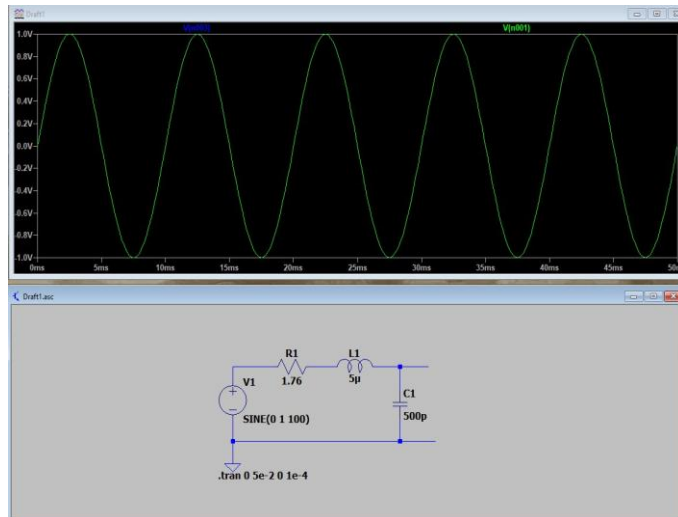 Draft1
V(n003) V(n001)
1.0V
0.8V
0.6V
0.4V
0.2V
0.0V
-0.2V
-0.4V
-0.6V
-0.8V
-1.0V
0ms 5ms 10ms 15ms 20ms 25ms 30ms 35ms 40ms 45ms 50
Draft1.asc
R1 L1
1.76 5µ
V1
C1
500p
SINE(0 1 100)
.tran 0 5e-2 0 1e-4